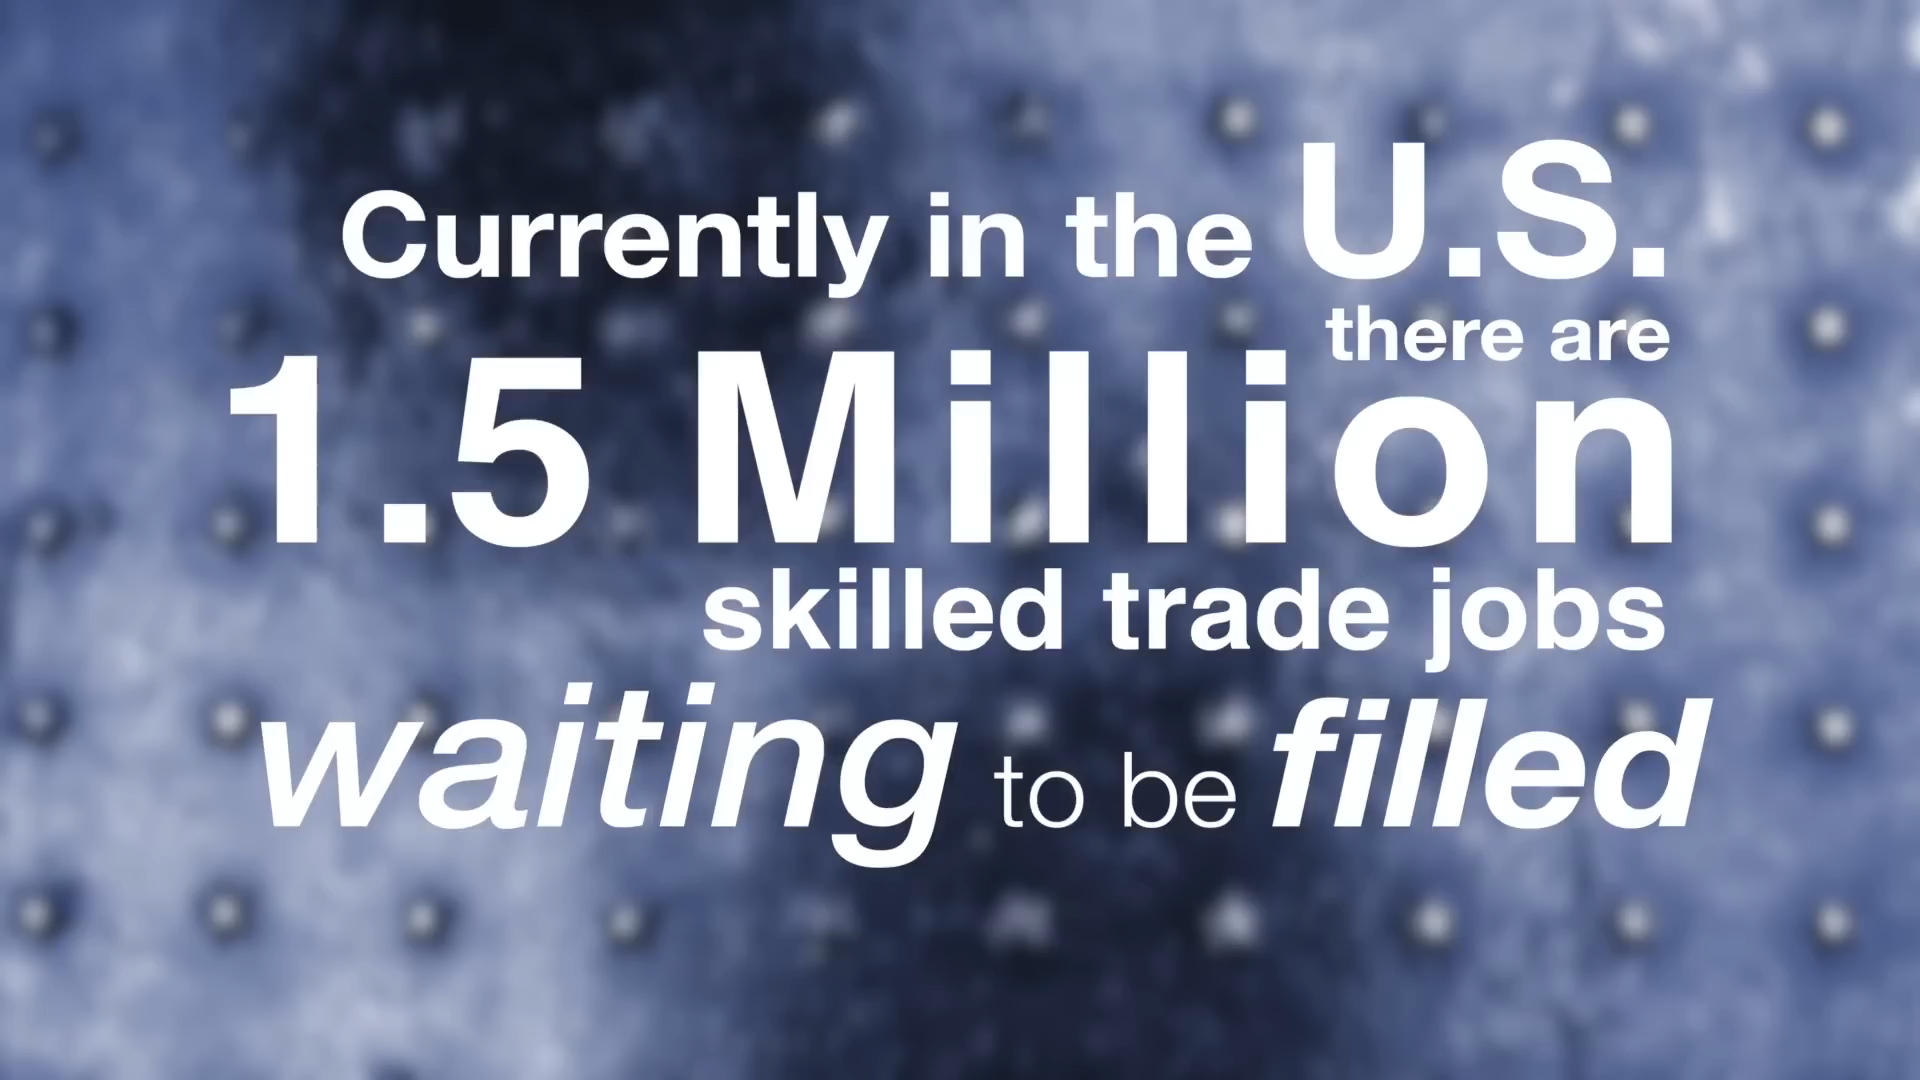 Currently in the U.S.
there are
1.5 Million
skilled trade jobs
waiting to be filled